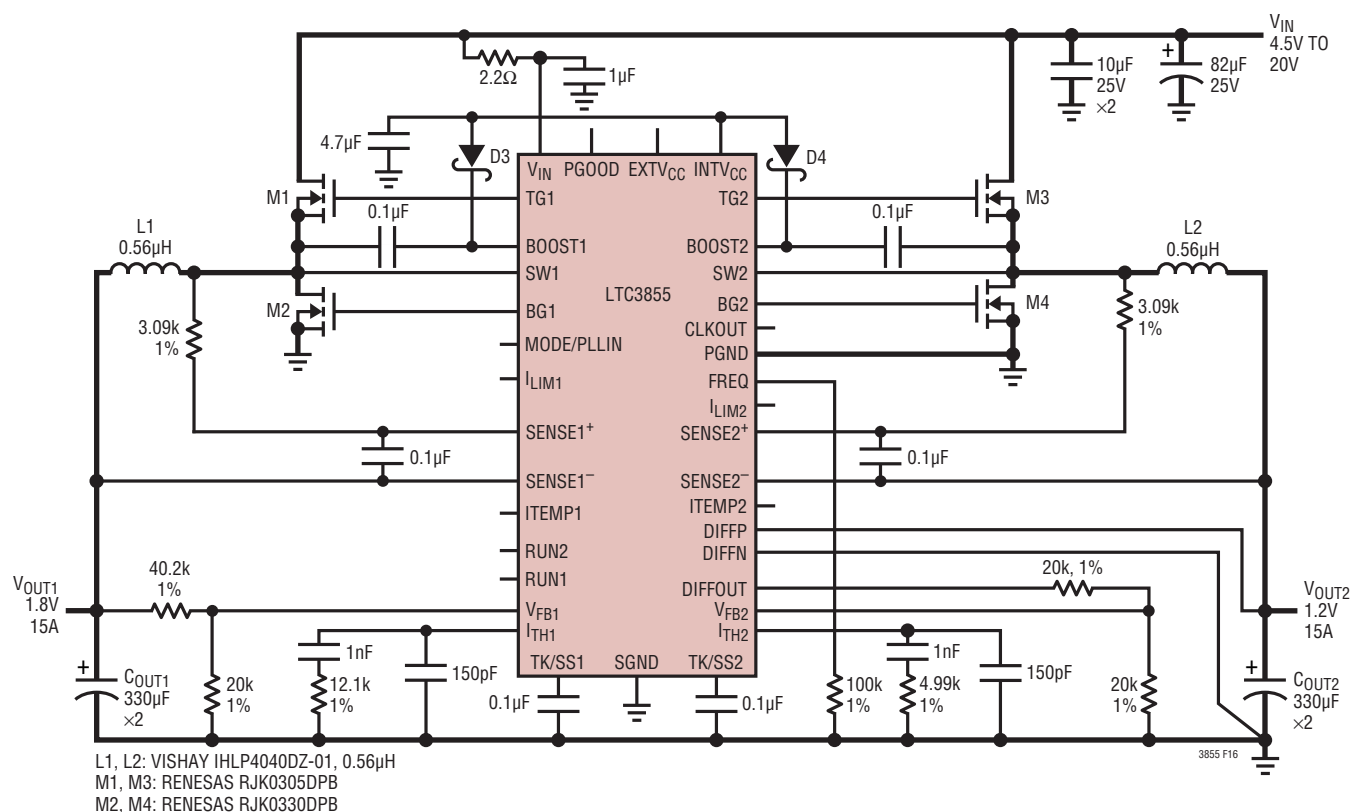 VIN
4.5V TO
20V
2.2Ω
1µF
10µF
25V
×2
+
82µF
25V
4.7µF
D3
D4
VIN
PGOOD
EXTVCC
INTVCC
M1
TG1
TG2
M3
0.1µF
0.1µF
L1
0.56µH
BOOST1
BOOST2
L2
0.56µH
SW1
SW2
LTC3855
M2
BG1
BG2
M4
3.09k
1%
3.09k
1%
CLKOUT
MODE/PLLIN
PGND
ILIM1
FREQ
ILIM2
SENSE1+
SENSE2+
0.1µF
0.1µF
SENSE1–
SENSE2–
ITEMP1
ITEMP2
DIFFP
RUN2
DIFFN
RUN1
DIFFOUT
40.2k
1%
20k, 1%
VOUT1
1.8V
15A
VOUT2
1.2V
15A
VFB1
VFB2
ITH1
ITH2
1nF
1nF
TK/SS1
SGND
TK/SS2
150pF
150pF
+
COUT1
330µF
×2
20k
1%
12.1k
1%
0.1µF
0.1µF
100k
1%
4.99k
1%
20k
1%
+
COUT2
330µF
×2
3855 F16
L1, L2: VISHAY IHLP4040DZ-01, 0.56µH
M1, M3: RENESAS RJK0305DPB
M2, M4: RENESAS RJK0330DPB